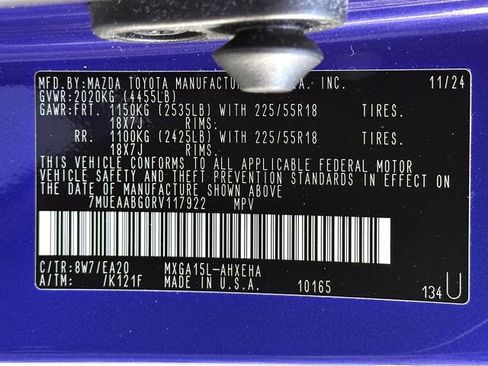 MFD.BY: MAZDA TOYOTA MANUFACTUR .A., INC. 11/24
GVWR: 2020KG (4455LB)
GAWR: FRT. 1150KG (2535LB) WITH 225/55R18 TIRES.
18X7J RIMS.
RR. 1100KG (2425LB) WITH 225/55R18 TIRES.
18X7J RIMS.
THIS VEHICLE CONFORMS TO ALL APPLICABLE FEDERAL MOTOR
VEHICLE SAFETY AND THEFT PREVENTION STANDARDS IN EFFECT ON
THE DATE OF MANUFACTURE SHOWN ABOVE
7MUEAABG0RV117922 MPV
C/TR: 8W7/EA20 MXGA15L-AHXEHA
A/TM: /K121F MADE IN U.S.A. 10165 134 U